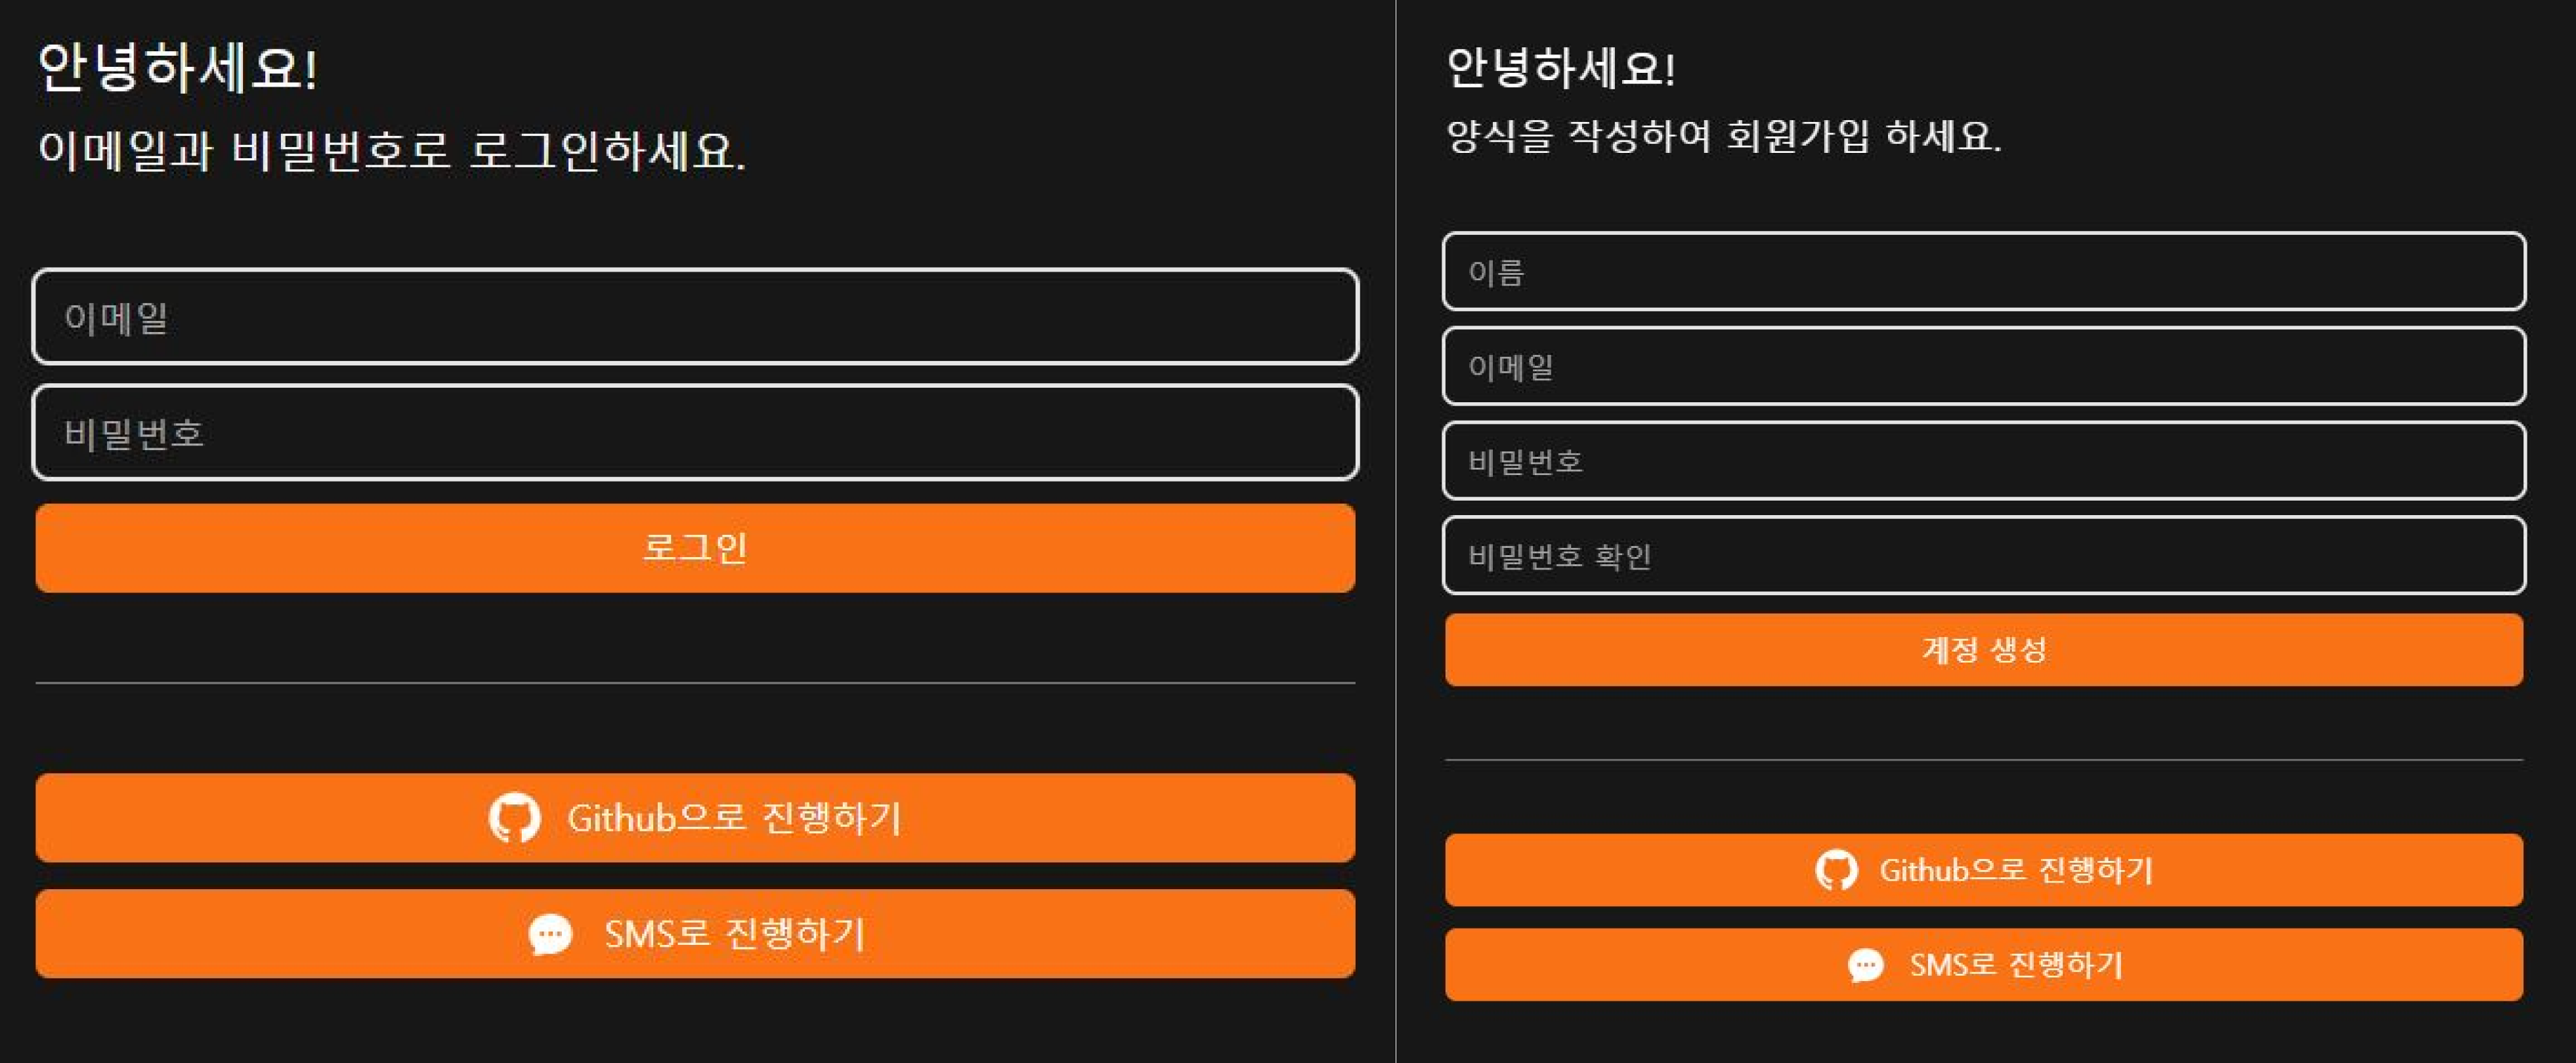 안녕하세요!
이메일과 비밀번호로 로그인하세요.
이메일
비밀번호
로그인
Github으로 진행하기
SMS로 진행하기
안녕하세요!
양식을 작성하여 회원가입 하세요.
이름
이메일
비밀번호
비밀번호 확인
계정 생성
Github으로 진행하기
SMS로 진행하기